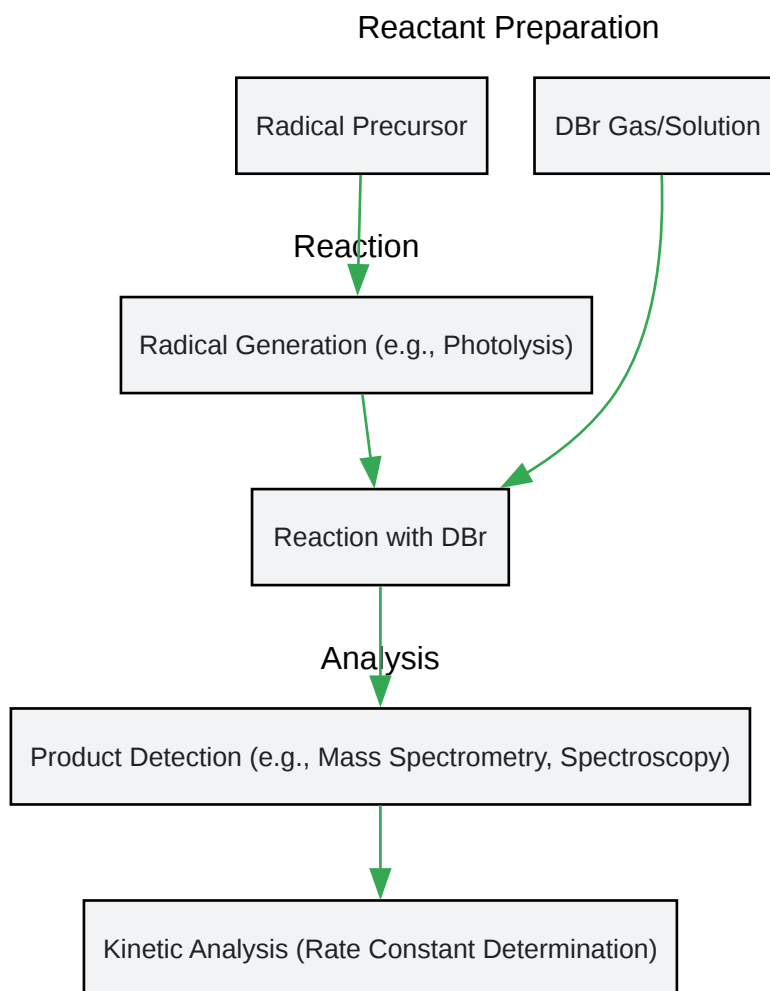 Reactant Preparation
Radical Precursor
DBr Gas/Solution
Reaction
Radical Generation (e.g., Photolysis)
Reaction with DBr
Analysis
Product Detection (e.g., Mass Spectrometry, Spectroscopy)
Kinetic Analysis (Rate Constant Determination)